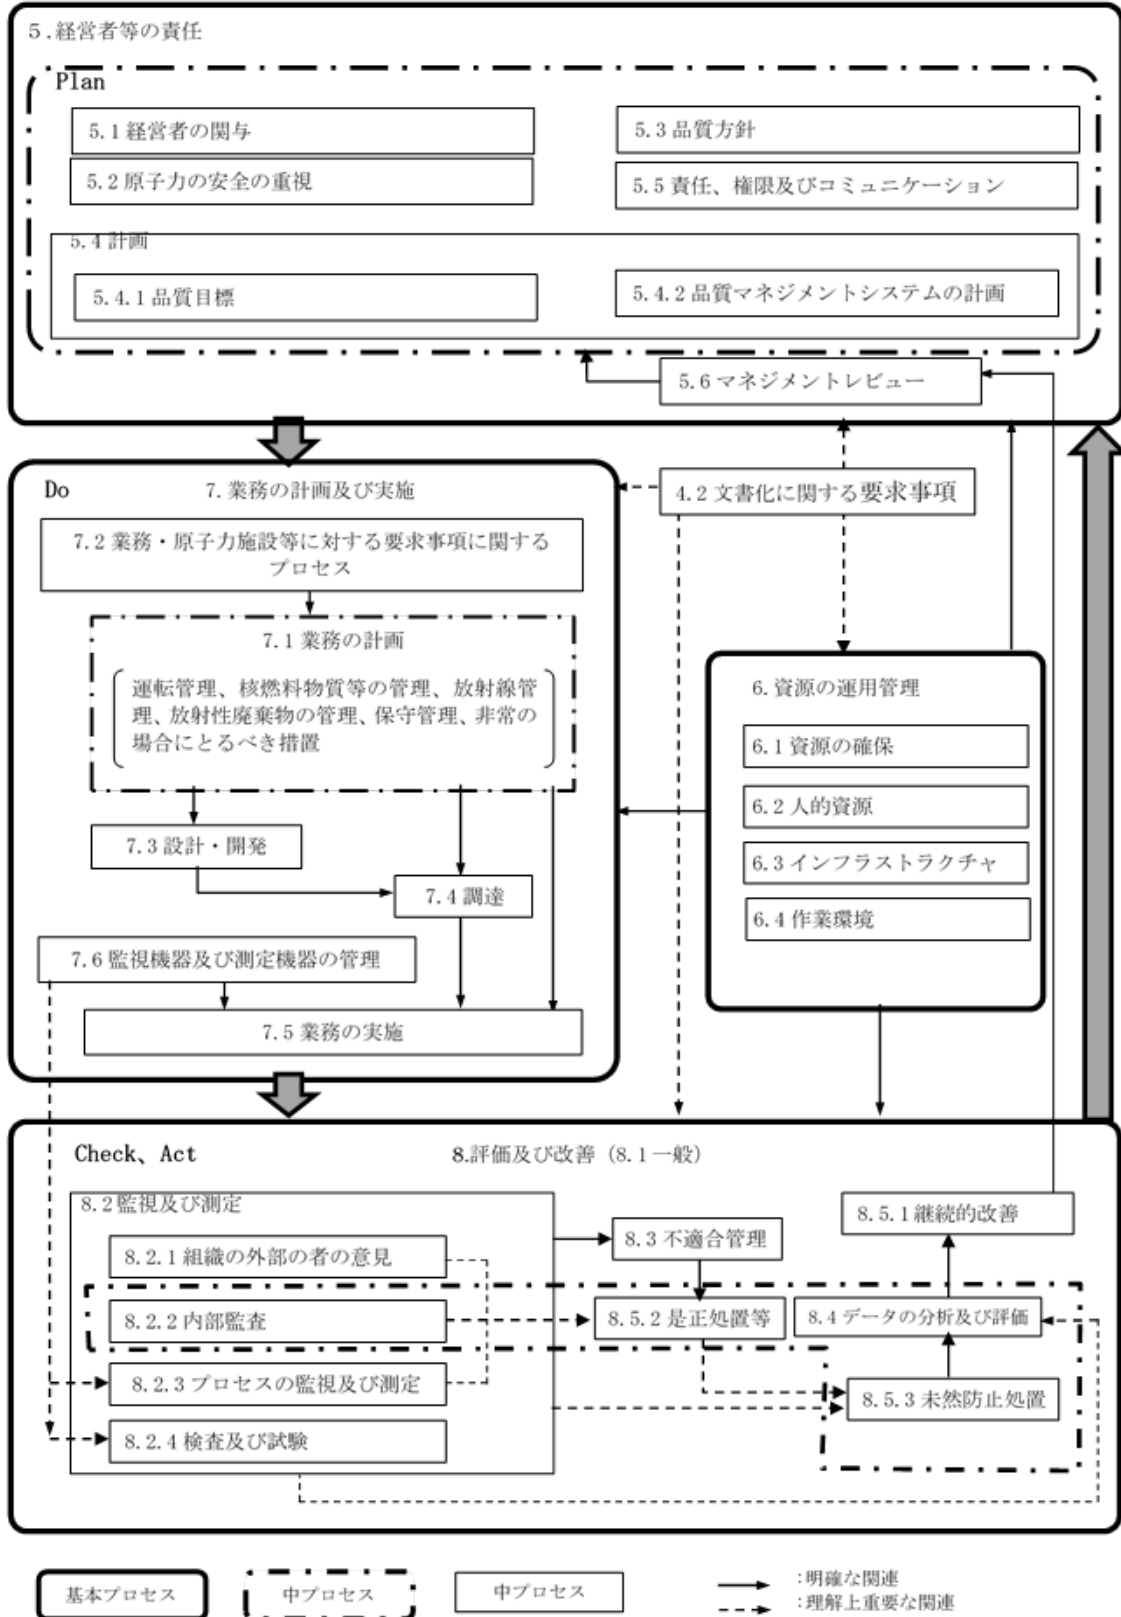 5.経営者等の責任
Plan
5.1 経営者の関与
5.3 品質方針
5.2 原子力の安全の重視
5.5 責任、権限及びコミュニケーション
5.4 計画
5.4.1 品質目標
5.4.2 品質マネジメントシステムの計画
5.6 マネジメントレビュー
Do
7.業務の計画及び実施
4.2 文書化に関する要求事項
7.2 業務・原子力施設等に対する要求事項に関する
プロセス
7.1 業務の計画
運転管理、核燃料物質等の管理、放射線管
理、放射性廃棄物の管理、保守管理、非常の
場合にとるべき措置
6.資源の運用管理
6.1 資源の確保
6.2 人的資源
6.3 インフラストラクチャ
6.4 作業環境
7.3 設計・開発
7.4 調達
7.6 監視機器及び測定機器の管理
7.5 業務の実施
Check、Act
8.評価及び改善（8.1 一般）
8.2 監視及び測定
8.5.1 継続的改善
8.2.1 組織の外部の者の意見
8.3 不適合管理
8.2.2 内部監査
8.5.2 是正処置等
8.4 データの分析及び評価
8.2.3 プロセスの監視及び測定
8.5.3 未然防止処置
8.2.4 検査及び試験
基本プロセス
中プロセス
中プロセス
:明確な関連
:理解上重要な関連